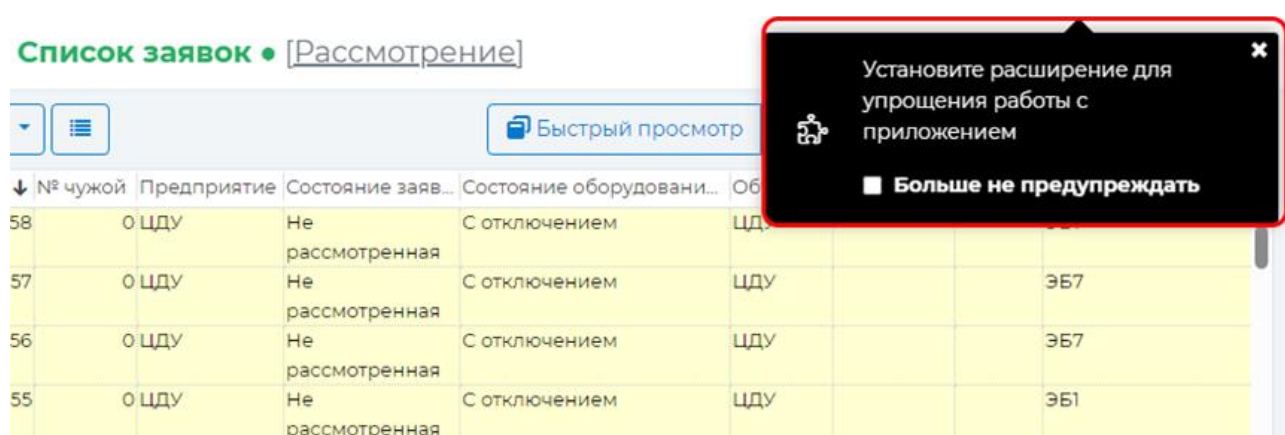 Список заявок • [Рассмотрение]
Установите расширение для
упрощения работы с
приложением
Больше не предупреждать
Быстрый просмотр
№ чужой Предприятие Состояние заяв... Состояние оборудовани... Об
58 0 ЦДУ Не С отключением ЦДУ
рассмотренная
57 0 ЦДУ Не С отключением ЦДУ ЭБ7
рассмотренная
56 0 ЦДУ Не С отключением ЦДУ ЭБ7
рассмотренная
55 0 ЦДУ Не С отключением ЦДУ ЭБ1
рассмотренная